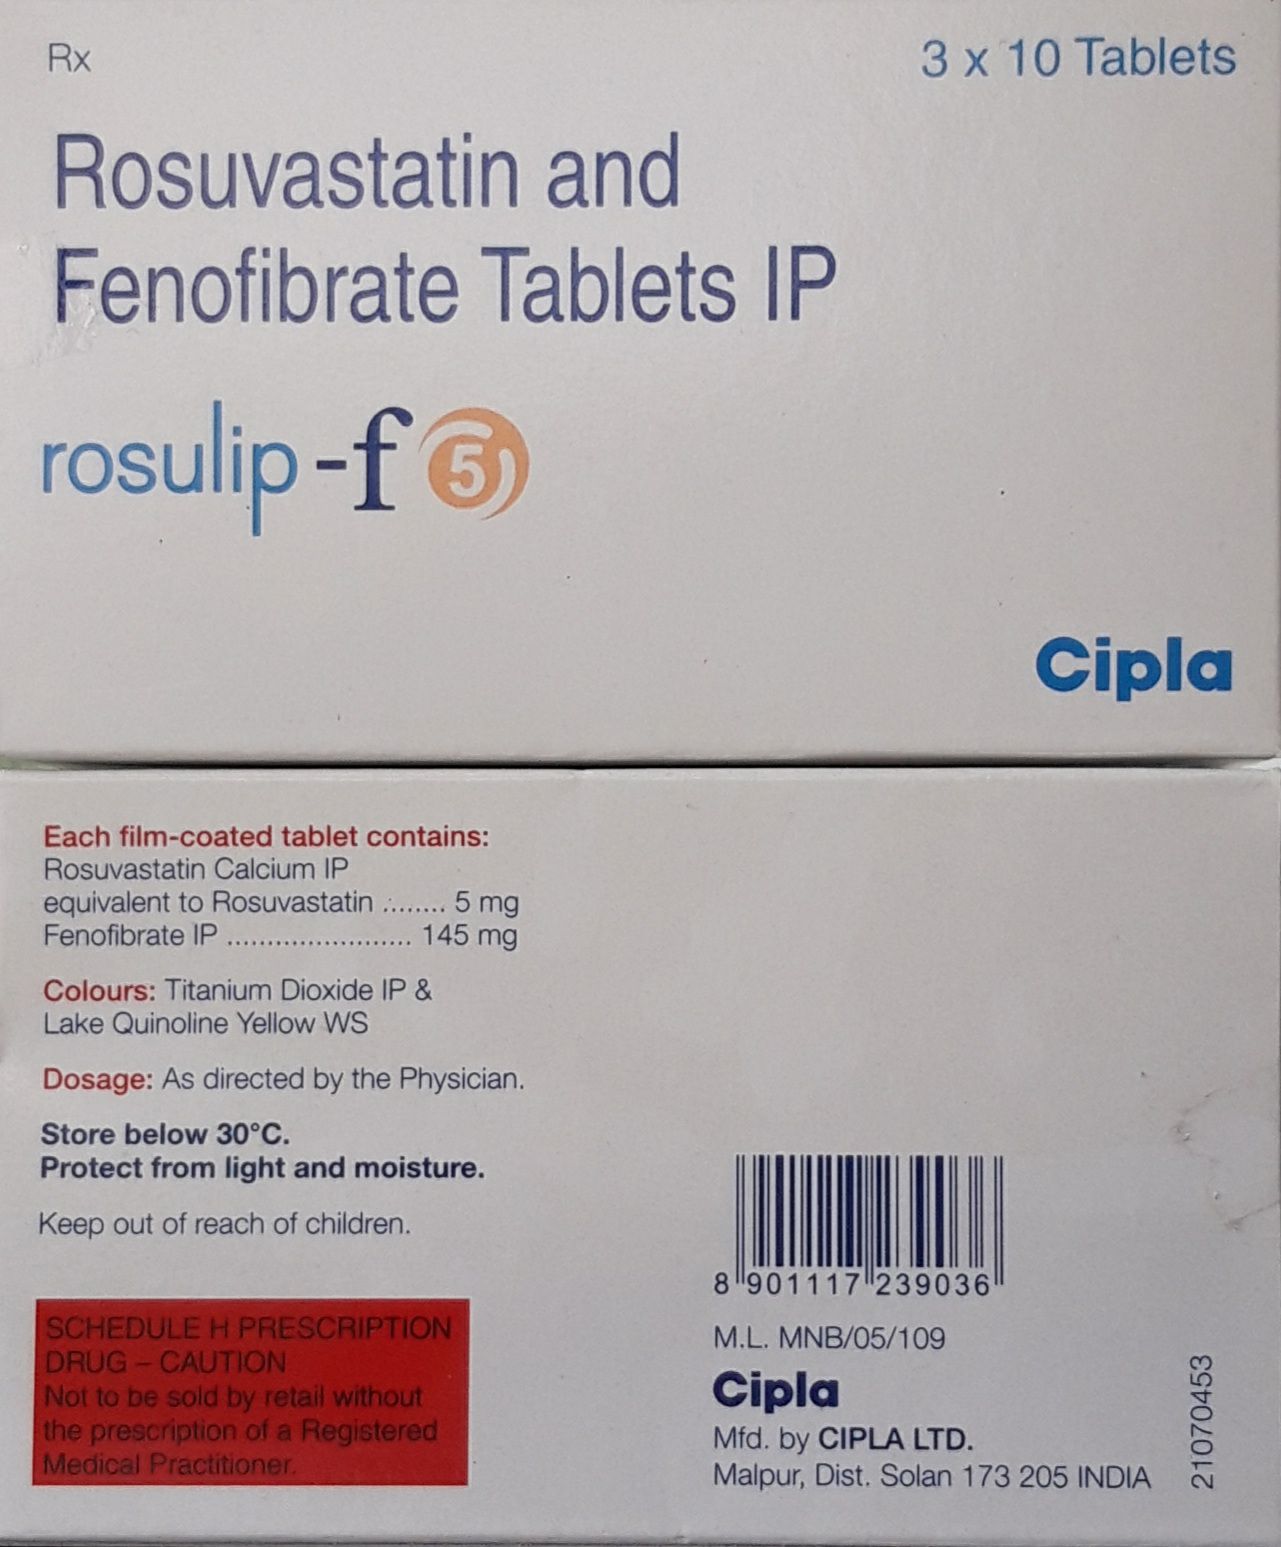 Rx
3 x 10 Tablets
Rosuvastatin and
Fenofibrate Tablets IP
rosulip-f 5
Cipla
Each film-coated tablet contains:
Rosuvastatin Calcium IP
equivalent to Rosuvastatin ........ 5 mg
Fenofibrate IP ....................... 145 mg
Colours: Titanium Dioxide IP &
Lake Quinoline Yellow WS
Dosage: As directed by the Physician.
Store below 30°C.
Protect from light and moisture.
Keep out of reach of children.
SCHEDULE H PRESCRIPTION
DRUG – CAUTION
Not to be sold by retail without
the prescription of a Registered
Medical Practitioner.
8 901117 239036
M.L. MNB/05/109
Cipla
Mfd. by CIPLA LTD.
Malpur, Dist. Solan 173 205 INDIA
21070453